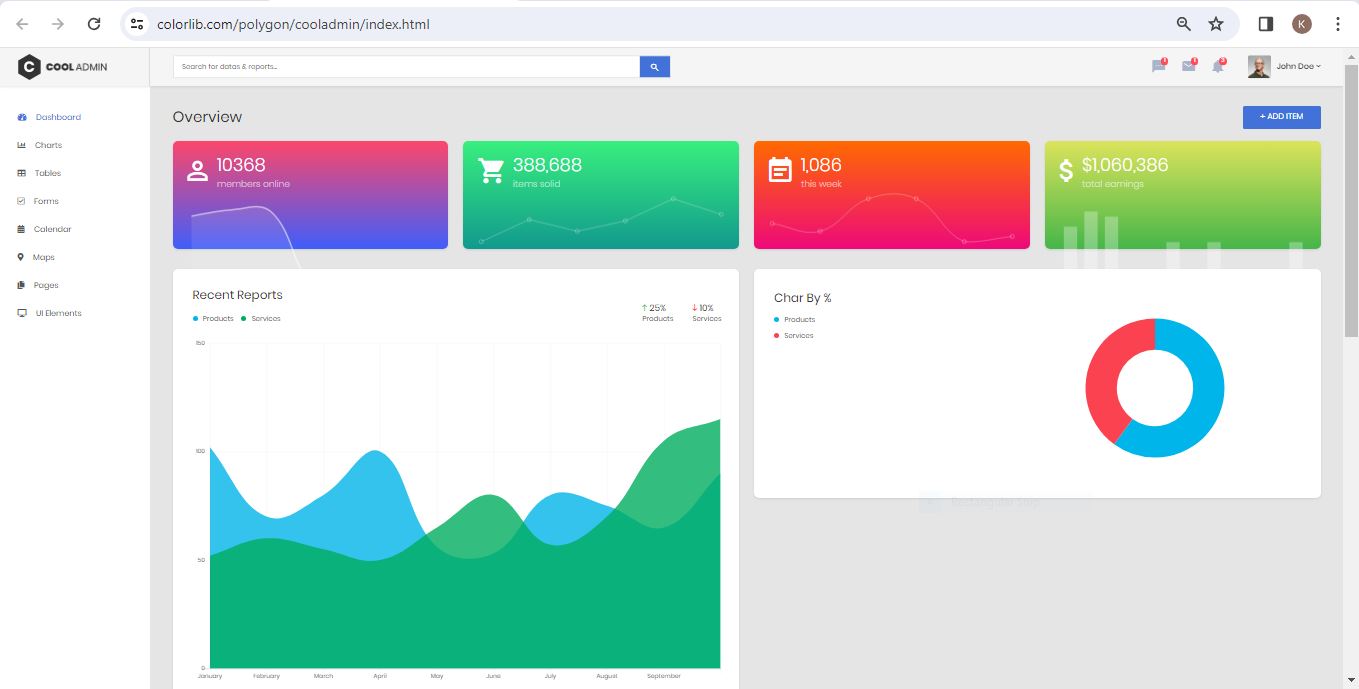 colorlib.com/polygon/cooladmin/index.html
K
C COOL ADMIN
Search for datas & reports...
John Doe
Dashboard
Charts
Tables
Forms
Calendar
Maps
Pages
UI Elements
Overview
+ ADD ITEM
10368
members online
388,688
items solid
1,086
this week
$1,060,386
total earnings
Recent Reports
Products Services
↑ 25%
Products
↓ 10%
Services
150
100
50
0
January February March April May June July August September
Char By %
Products
Services
Rectangular Snip